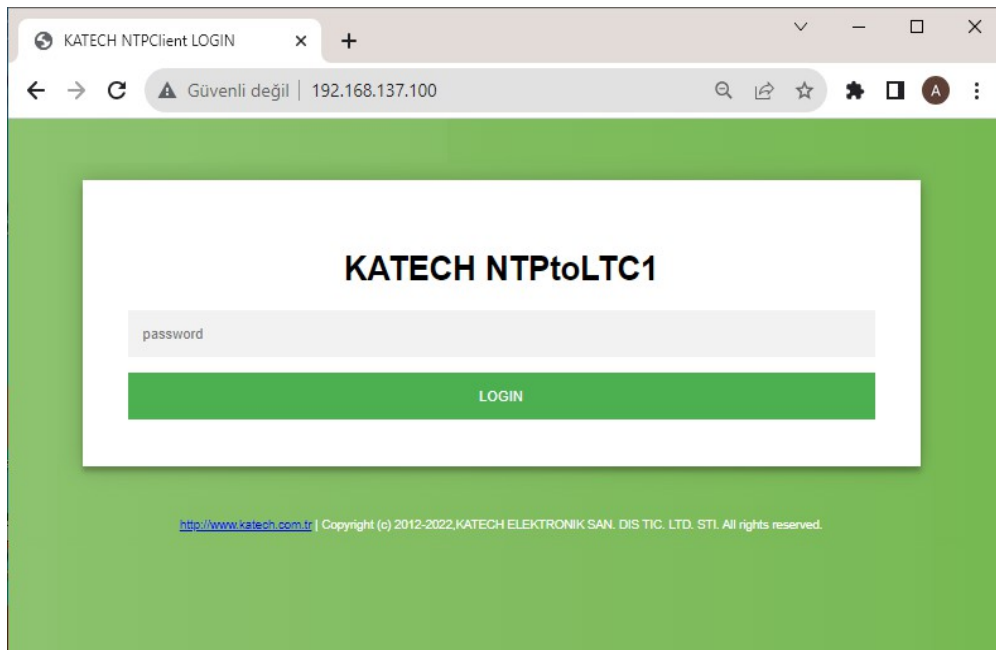 KATECH NTPClient LOGIN
Güvenli değil | 192.168.137.100
A
KATECH NTPtoLTC1
password
LOGIN
http://www.katech.com.tr | Copyright (c) 2012-2022,KATECH ELEKTRONIK SAN. DIS TIC. LTD. STI. All rights reserved.